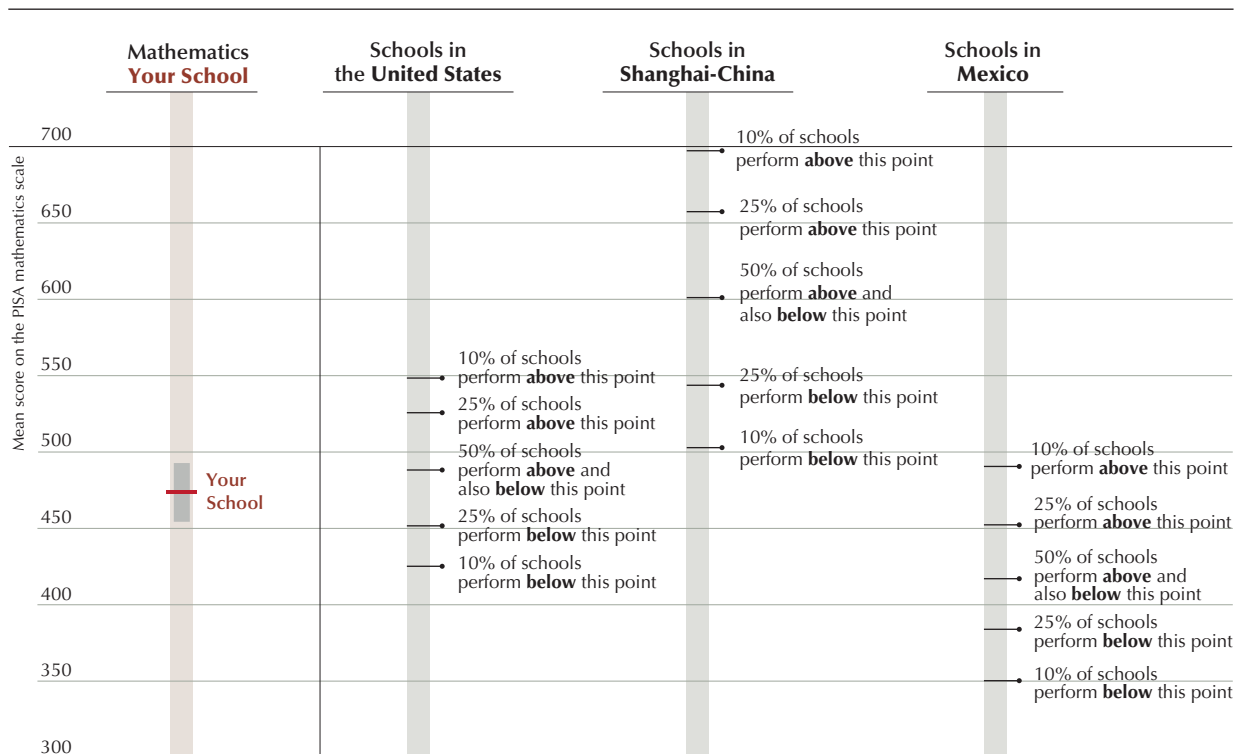 Mathematics
Your School
Schools in
the United States
Schools in
Shanghai-China
Schools in
Mexico
Mean score on the PISA mathematics scale
700
650
600
550
500
450
400
350
300
Your
School
10% of schools
perform above this point
25% of schools
perform above this point
50% of schools
perform above and
also below this point
25% of schools
perform below this point
10% of schools
perform below this point
10% of schools
perform above this point
25% of schools
perform above this point
50% of schools
perform above and
also below this point
25% of schools
perform below this point
10% of schools
perform below this point
10% of schools
perform above this point
25% of schools
perform above this point
50% of schools
perform above and
also below this point
25% of schools
perform below this point
10% of schools
perform below this point